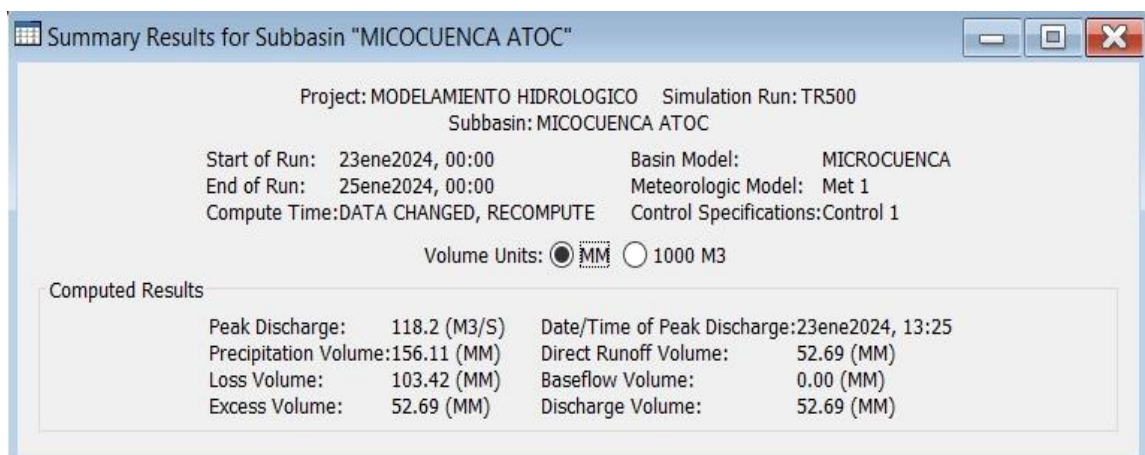 Summary Results for Subbasin "MICOCUENCA ATOC"
Project: MODELAMIENTO HIDROLOGICO Simulation Run: TR500
Subbasin: MICOCUENCA ATOC
Start of Run: 23ene2024, 00:00 Basin Model: MICROCUENCA
End of Run: 25ene2024, 00:00 Meteorologic Model: Met 1
Compute Time:DATA CHANGED, RECOMPUTE Control Specifications:Control 1
Volume Units: MM 1000 M3
Computed Results
Peak Discharge: 118.2 (M3/S) Date/Time of Peak Discharge:23ene2024, 13:25
Precipitation Volume:156.11 (MM) Direct Runoff Volume: 52.69 (MM)
Loss Volume: 103.42 (MM) Baseflow Volume: 0.00 (MM)
Excess Volume: 52.69 (MM) Discharge Volume: 52.69 (MM)